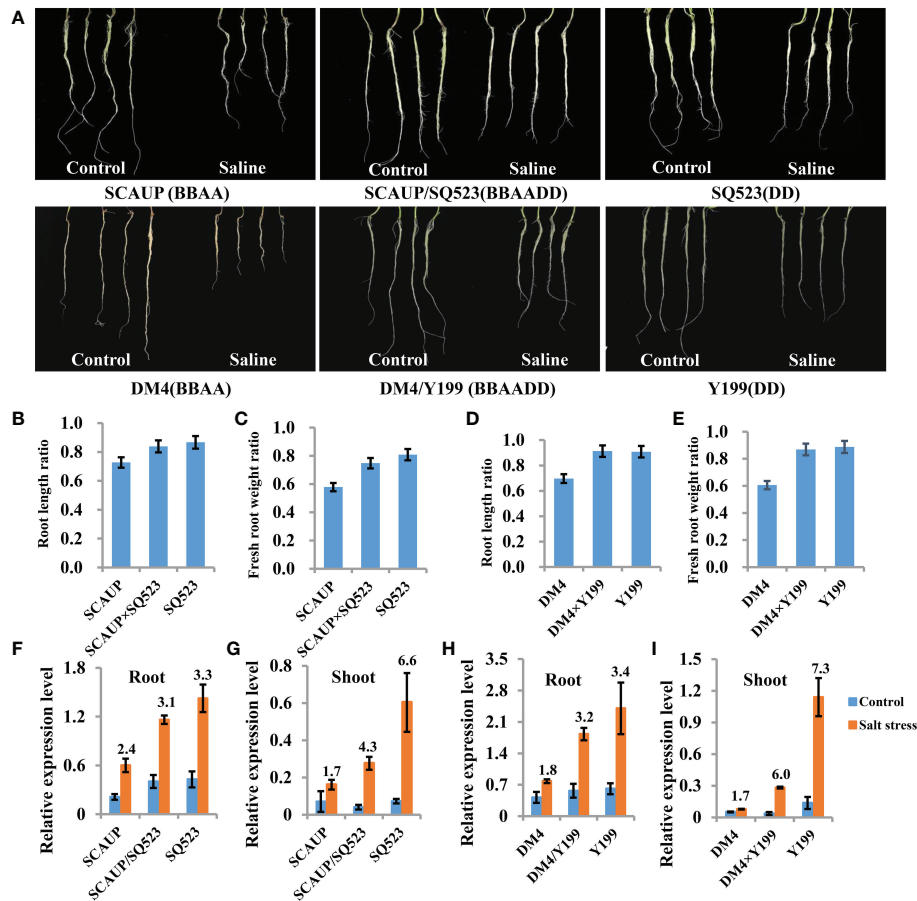 A
Control Saline Control Saline Control Saline
SCAUP (BBAA) SCAUP/SQ523(BBAADD) SQ523(DD)
Control Saline Control Saline Control Saline
DM4(BBAA) DM4/Y199 (BBAADD) Y199(DD)
B
Root length ratio
1.0
0.8
0.6
0.4
0.2
0.0
SCAUP
SCAUP×SQ523
SQ523
C
Fresh root weight ratio
1.0
0.8
0.6
0.4
0.2
0.0
SCAUP
SCAUP×SQ523
SQ523
D
Root length ratio
1.0
0.8
0.6
0.4
0.2
0.0
DM4
DM4×Y199
Y199
E
Fresh root weight ratio
1.0
0.8
0.6
0.4
0.2
0.0
DM4
DM4×Y199
Y199
F
Relative expression level
Root
1.8
1.2
0.6
0.0
2.4
3.1
3.3
SCAUP
SCAUP/SQ523
SQ523
G
Relative expression level
Shoot
0.8
0.6
0.4
0.2
0
1.7
4.3
6.6
SCAUP
SCAUP/SQ523
SQ523
H
Relative expression level
Root
3.5
2.8
2.1
1.4
0.7
0.0
1.8
3.2
3.4
DM4
DM4/Y199
Y199
I
Relative expression level
Shoot
1.5
1.2
0.9
0.6
0.3
0.0
1.7
6.0
7.3
DM4
DM4×Y199
Y199
Control
Salt stress